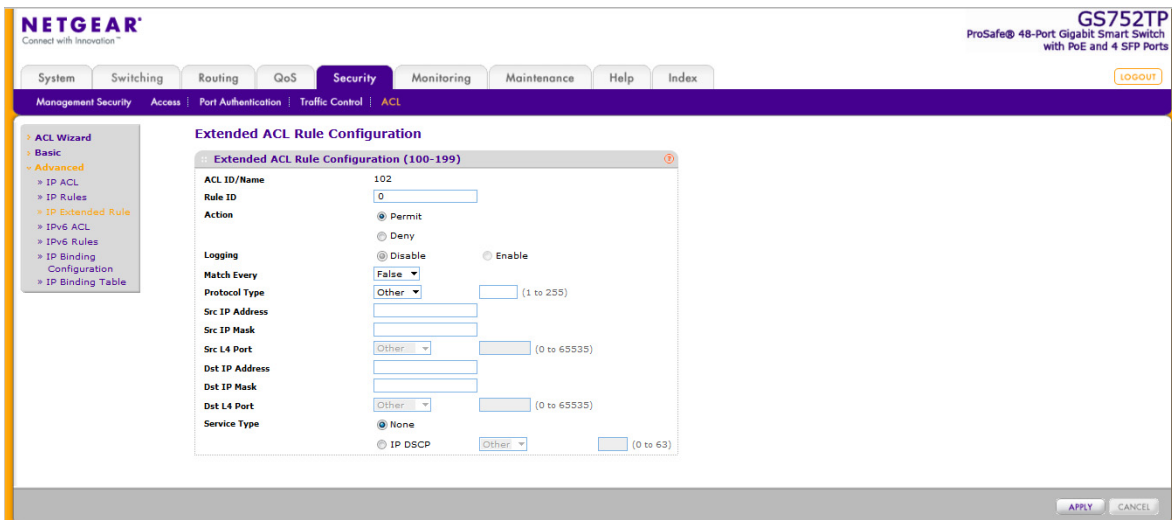 NETGEAR®
Connect with Innovation™
GS752TP
ProSafe® 48-Port Gigabit Smart Switch
with PoE and 4 SFP Ports
System Switching Routing QoS Security Monitoring Maintenance Help Index LOGOUT
Management Security Access Port Authentication Traffic Control ACL
ACL Wizard
Basic
Advanced
» IP ACL
» IP Rules
» IP Extended Rule
» IPv6 ACL
» IPv6 Rules
» IP Binding
Configuration
» IP Binding Table
Extended ACL Rule Configuration
Extended ACL Rule Configuration (100-199) ?
ACL ID/Name 102
Rule ID 0
Action Permit
Deny
Logging Disable Enable
Match Every False
Protocol Type Other (1 to 255)
Src IP Address
Src IP Mask
Src L4 Port Other (0 to 65535)
Dst IP Address
Dst IP Mask
Dst L4 Port Other (0 to 65535)
Service Type None
IP DSCP Other (0 to 63)
APPLY CANCEL